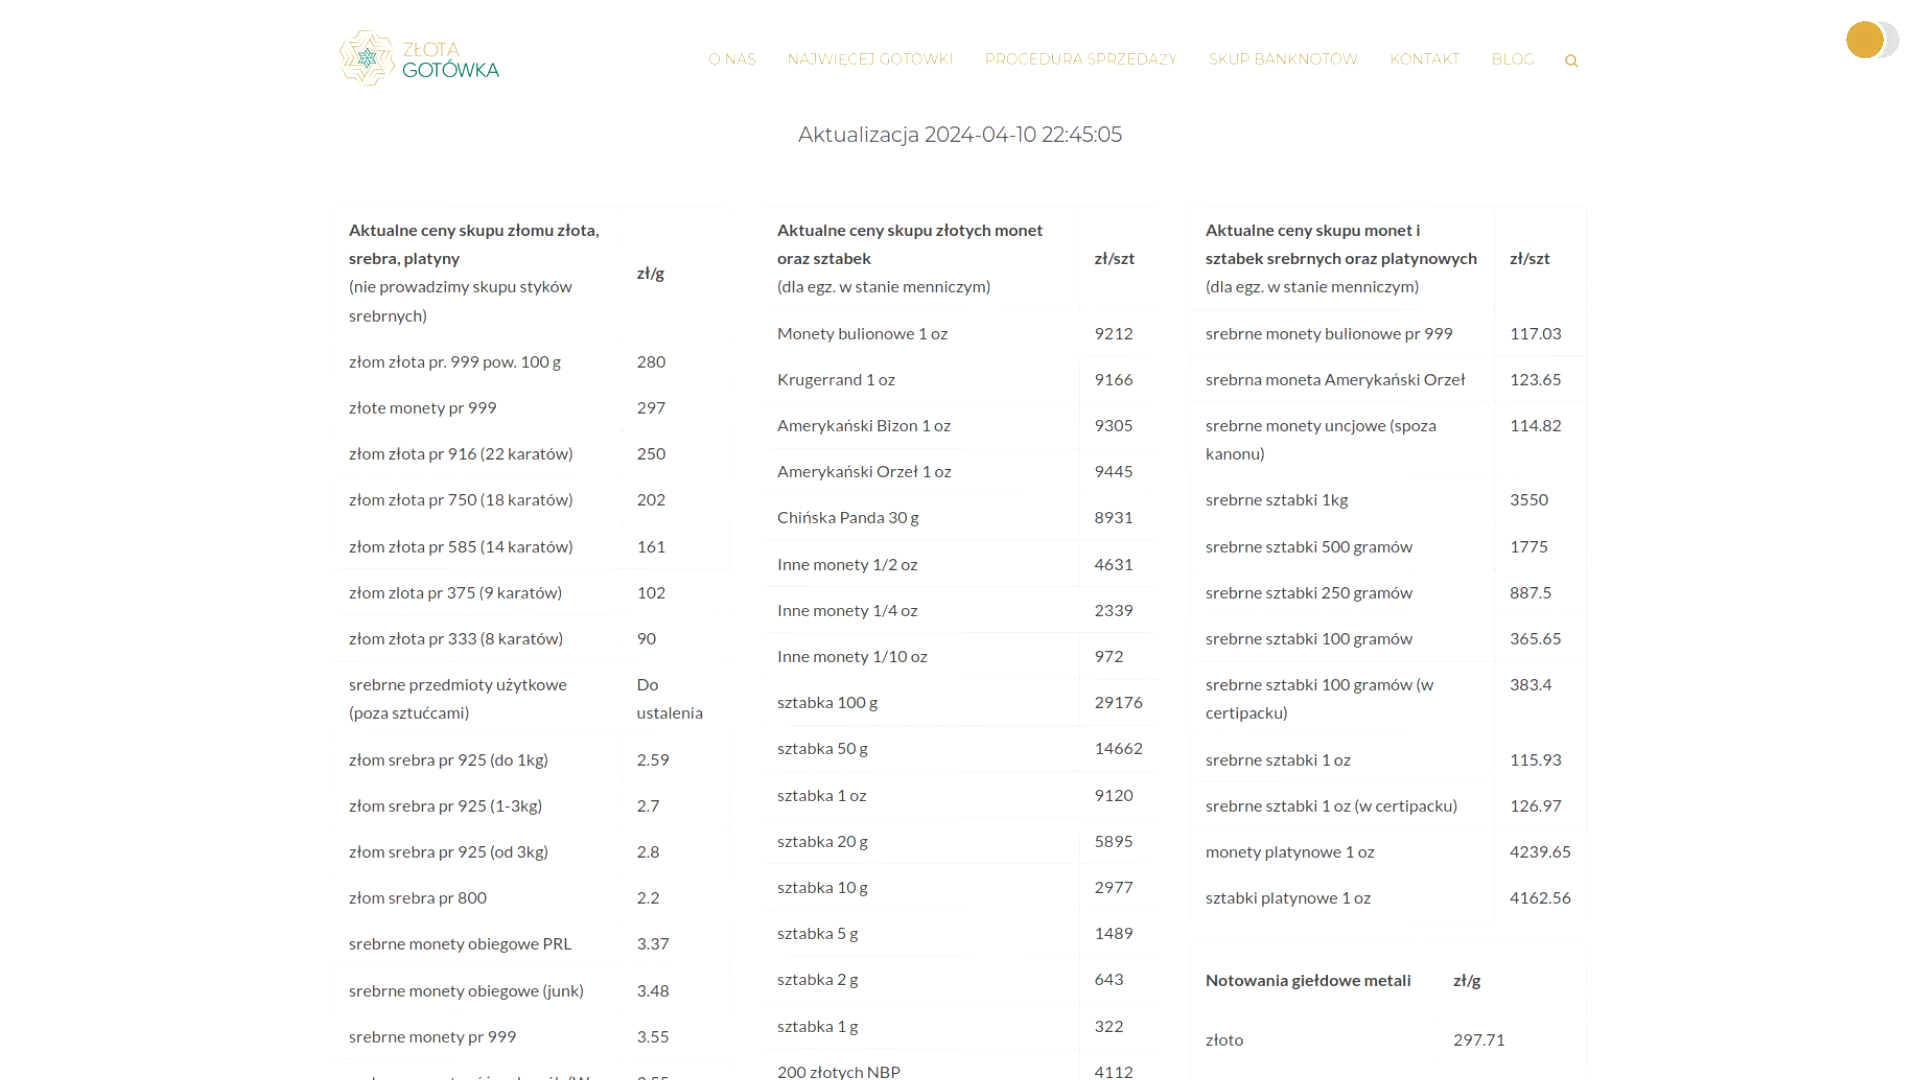 ZŁOTA
GOTÓWKA
O NAS
NAJWIĘCEJ GOTÓWKI
PROCEDURA SPRZEDAŻY
SKUP BANKNOTÓW
KONTAKT
BLOG
Aktualizacja 2024-04-10 22:45:05
Aktualne ceny skupu złomu złota,
srebra, platyny
(nie prowadzimy skupu styków
srebrnych)
zł/g
złom złota pr. 999 pow. 100 g 280
złote monety pr 999 297
złom złota pr 916 (22 karatów) 250
złom złota pr 750 (18 karatów) 202
złom złota pr 585 (14 karatów) 161
złom zlota pr 375 (9 karatów) 102
złom złota pr 333 (8 karatów) 90
srebrne przedmioty użytkowe Do
(poza sztućcami) ustalenia
złom srebra pr 925 (do 1kg) 2.59
złom srebra pr 925 (1-3kg) 2.7
złom srebra pr 925 (od 3kg) 2.8
złom srebra pr 800 2.2
srebrne monety obiegowe PRL 3.37
srebrne monety obiegowe (junk) 3.48
srebrne monety pr 999 3.55
Aktualne ceny skupu złotych monet
oraz sztabek
(dla egz. w stanie menniczym)
zł/szt
Monety bulionowe 1 oz 9212
Krugerrand 1 oz 9166
Amerykański Bizon 1 oz 9305
Amerykański Orzeł 1 oz 9445
Chińska Panda 30 g 8931
Inne monety 1/2 oz 4631
Inne monety 1/4 oz 2339
Inne monety 1/10 oz 972
sztabka 100 g 29176
sztabka 50 g 14662
sztabka 1 oz 9120
sztabka 20 g 5895
sztabka 10 g 2977
sztabka 5 g 1489
sztabka 2 g 643
sztabka 1 g 322
200 złotych NBP 4112
Aktualne ceny skupu monet i
sztabek srebrnych oraz platynowych
(dla egz. w stanie menniczym)
zł/szt
srebrne monety bulionowe pr 999 117.03
srebrna moneta Amerykański Orzeł 123.65
srebrne monety uncjowe (spoza 114.82
kanonu)
srebrne sztabki 1kg 3550
srebrne sztabki 500 gramów 1775
srebrne sztabki 250 gramów 887.5
srebrne sztabki 100 gramów 365.65
srebrne sztabki 100 gramów (w 383.4
certipacku)
srebrne sztabki 1 oz 115.93
srebrne sztabki 1 oz (w certipacku) 126.97
monety platynowe 1 oz 4239.65
sztabki platynowe 1 oz 4162.56
Notowania giełdowe metali zł/g
złoto 297.71